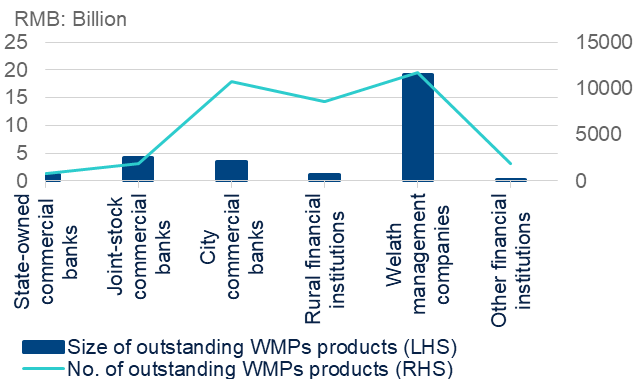 RMB: Billion
25
20
15
10
5
0
15000
10000
5000
0
State-owned
commercial
banks
Joint-stock
commercial
banks
City
commercial
banks
Rural financial
institutions
Welath
management
companies
Other financial
institutions
Size of outstanding WMPs products (LHS)
No. of outstanding WMPs products (RHS)